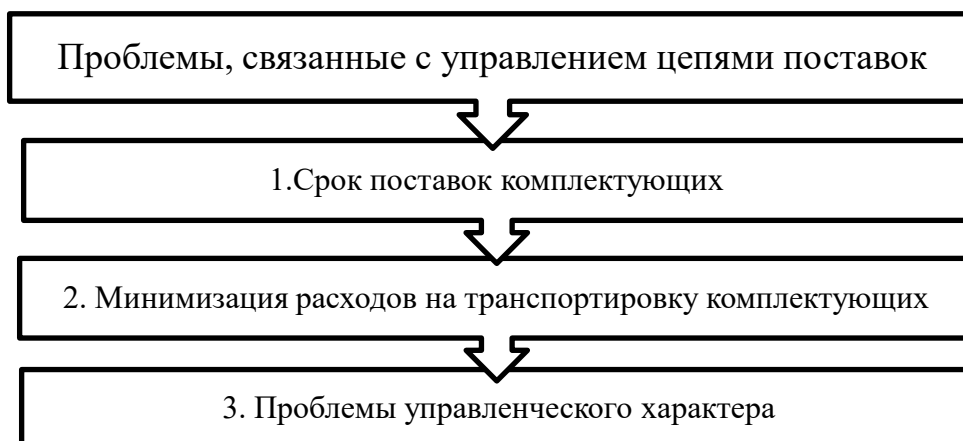 Проблемы, связанные с управлением цепями поставок
1.Срок поставок комплектующих
2. Минимизация расходов на транспортировку комплектующих
3. Проблемы управленческого характера